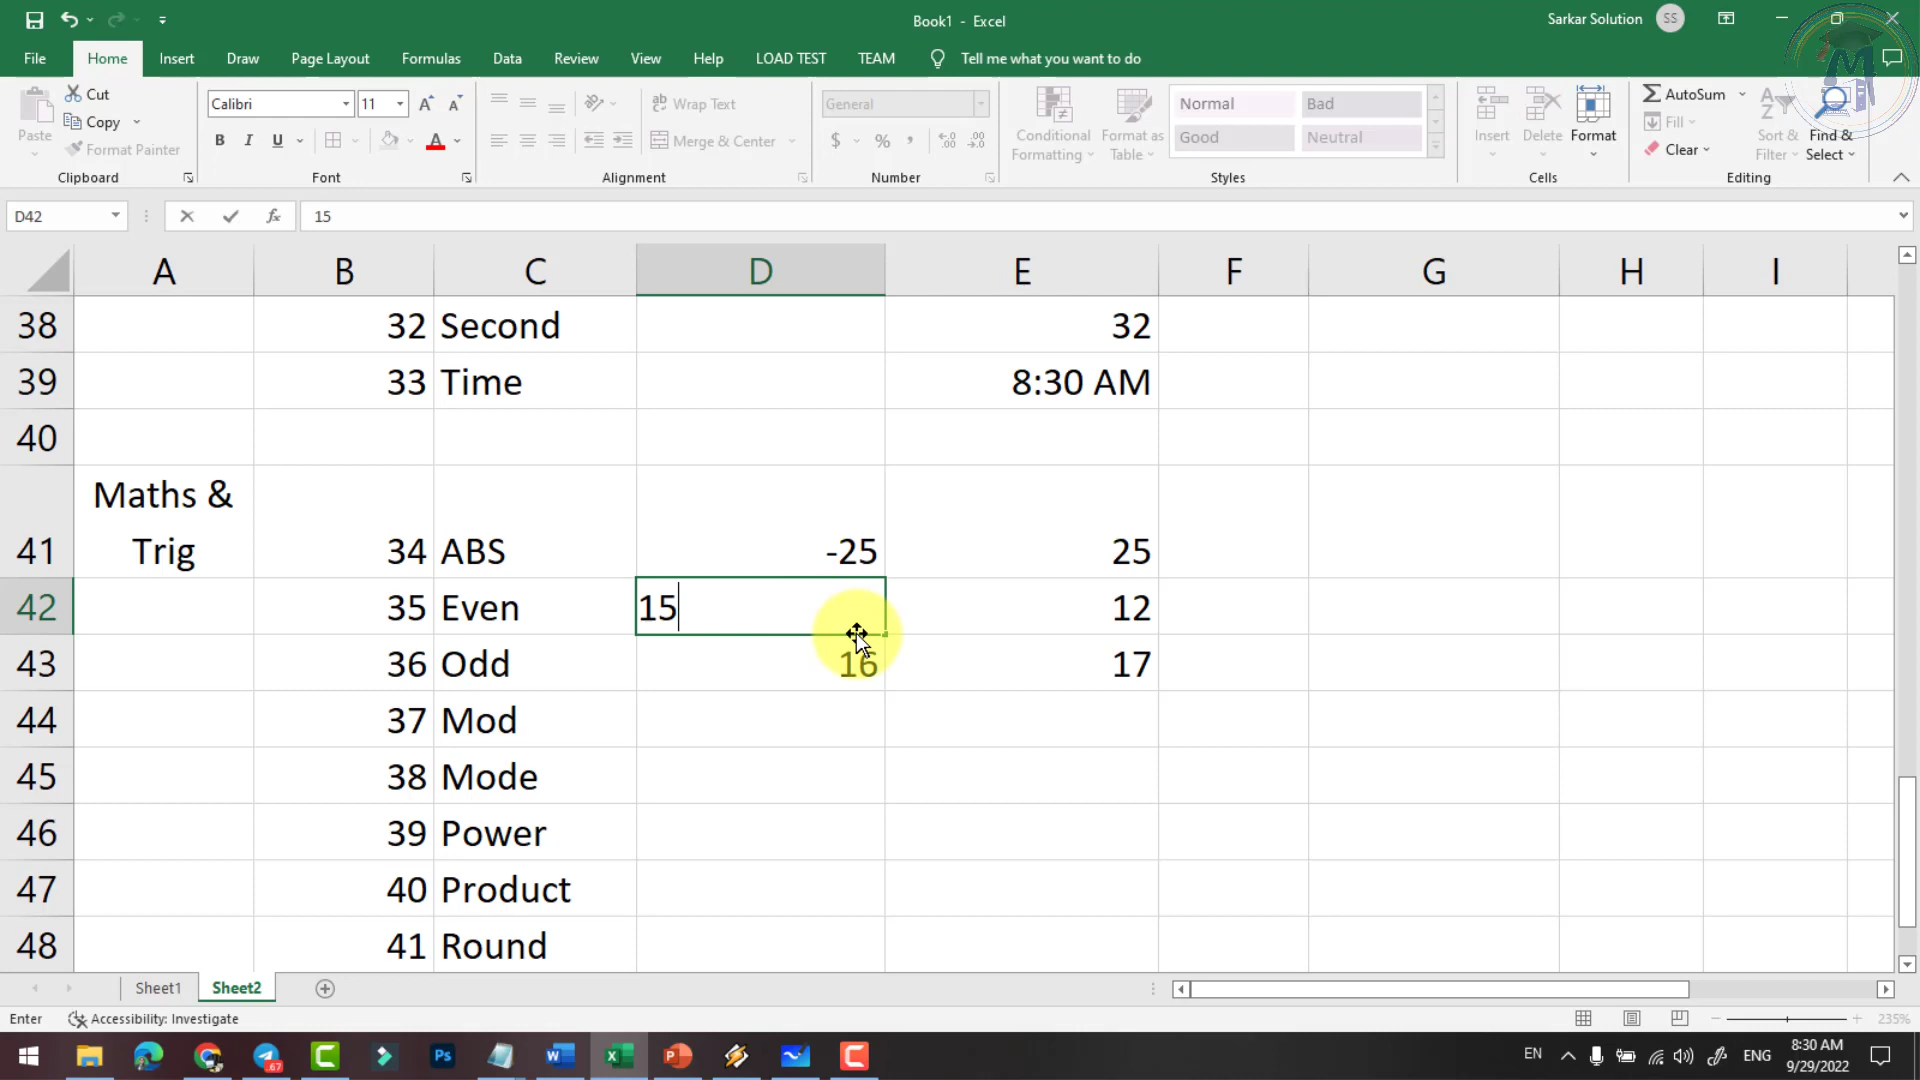 Book1 - Excel
Sarkar Solution SS
File Home Insert Draw Page Layout Formulas Data Review View Help LOAD TEST TEAM Tell me what you want to do
Paste
Cut
Copy
Format Painter
Clipboard
Calibri 11
B I U
Font
Wrap Text
Merge & Center
Alignment
General
$ % ,
Number
Conditional Formatting
Format as Table
Normal Bad
Good Neutral
Styles
Insert Delete Format
Cells
AutoSum
Fill
Clear
Sort & Filter
Find & Select
Editing
D42 fx 15
A B C D E F G H I
38 32 Second 32
39 33 Time 8:30 AM
40
Maths &
41 Trig 34 ABS -25 25
42 35 Even 15 12
43 36 Odd 16 17
44 37 Mod
45 38 Mode
46 39 Power
47 40 Product
48 41 Round
Sheet1 Sheet2
Enter Accessibility: Investigate 235%
EN ENG 8:30 AM
9/29/2022